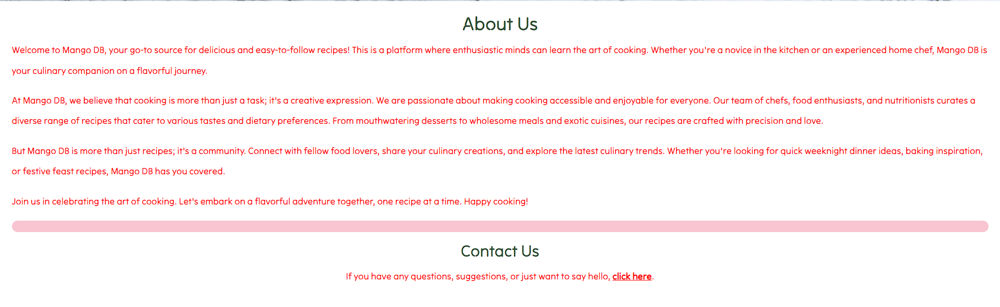 About Us
Welcome to Mango DB, your go-to source for delicious and easy-to-follow recipes! This is a platform where enthusiastic minds can learn the art of cooking. Whether you're a novice in the kitchen or an experienced home chef, Mango DB is
your culinary companion on a flavorful journey.
At Mango DB, we believe that cooking is more than just a task; it's a creative expression. We are passionate about making cooking accessible and enjoyable for everyone. Our team of chefs, food enthusiasts, and nutritionists curates a
diverse range of recipes that cater to various tastes and dietary preferences. From mouthwatering desserts to wholesome meals and exotic cuisines, our recipes are crafted with precision and love.
But Mango DB is more than just recipes; it's a community. Connect with fellow food lovers, share your culinary creations, and explore the latest culinary trends. Whether you're looking for quick weeknight dinner ideas, baking inspiration,
or festive feast recipes, Mango DB has you covered.
Join us in celebrating the art of cooking. Let's embark on a flavorful adventure together, one recipe at a time. Happy cooking!
Contact Us
If you have any questions, suggestions, or just want to say hello, click here.